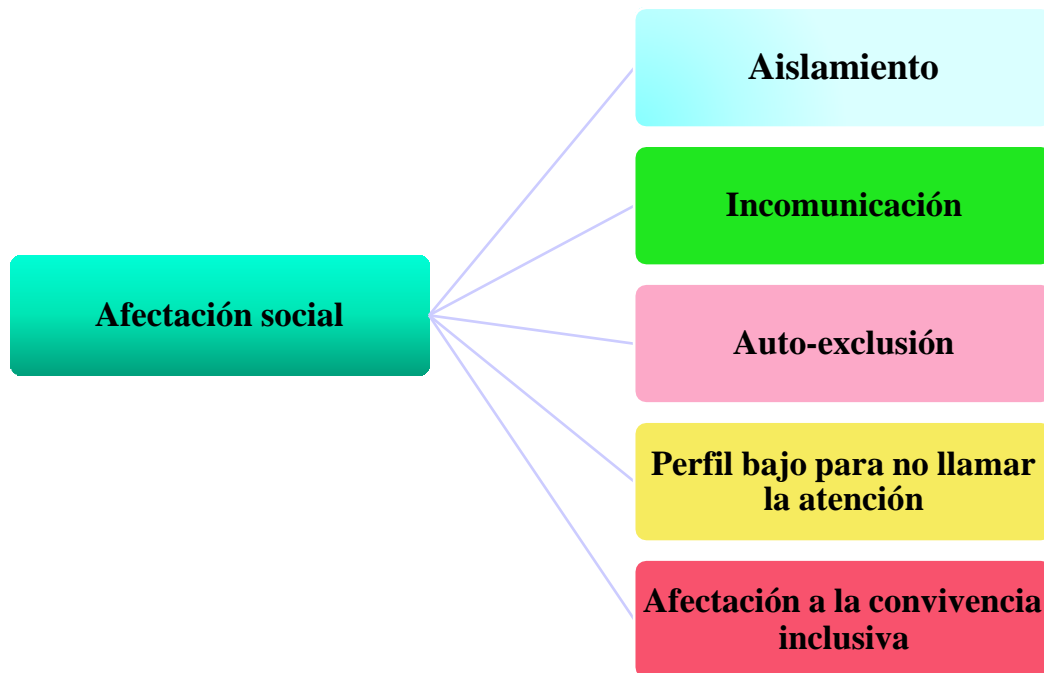 Afectación social
Aislamiento
Incomunicación
Auto-exclusión
Perfil bajo para no llamar
la atención
Afectación a la convivencia
inclusiva